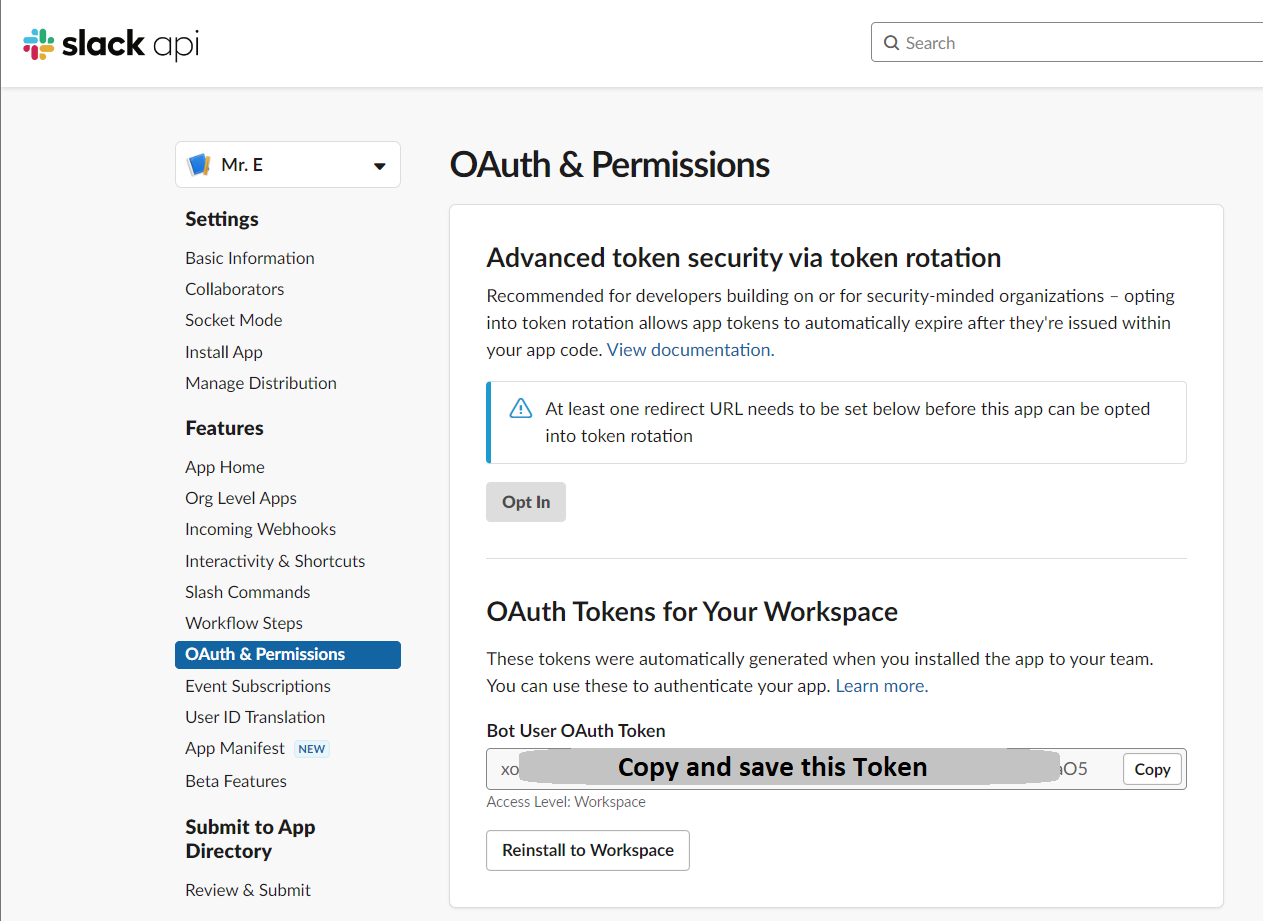 slack api
Search
Mr. E
OAuth & Permissions
Settings
Basic Information
Collaborators
Socket Mode
Install App
Manage Distribution
Features
App Home
Org Level Apps
Incoming Webhooks
Interactivity & Shortcuts
Slash Commands
Workflow Steps
OAuth & Permissions
Event Subscriptions
User ID Translation
App Manifest NEW
Beta Features
Submit to App
Directory
Review & Submit
Advanced token security via token rotation
Recommended for developers building on or for security-minded organizations – opting
into token rotation allows app tokens to automatically expire after they're issued within
your app code. View documentation.
At least one redirect URL needs to be set below before this app can be opted
into token rotation
Opt In
OAuth Tokens for Your Workspace
These tokens were automatically generated when you installed the app to your team.
You can use these to authenticate your app. Learn more.
Bot User OAuth Token
xo Copy and save this Token O5 Copy
Access Level: Workspace
Reinstall to Workspace